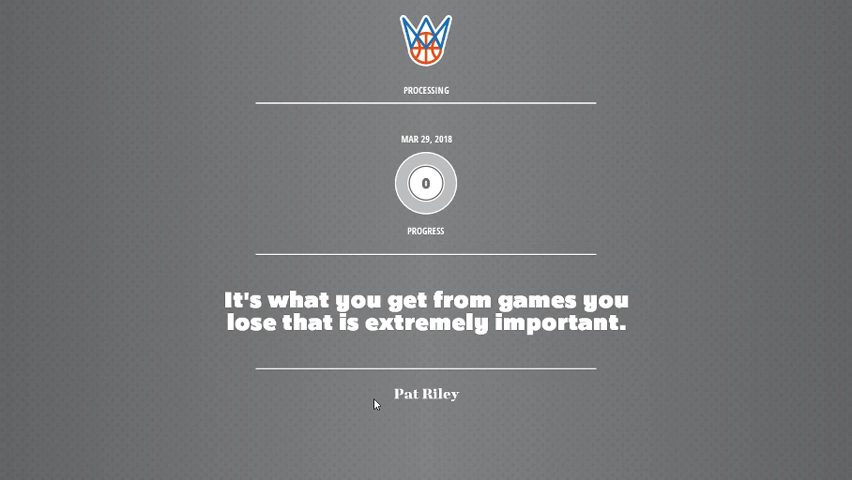 PROCESSING
MAR 29, 2018
0
PROGRESS
It's what you get from games you
lose that is extremely important.
Pat Riley